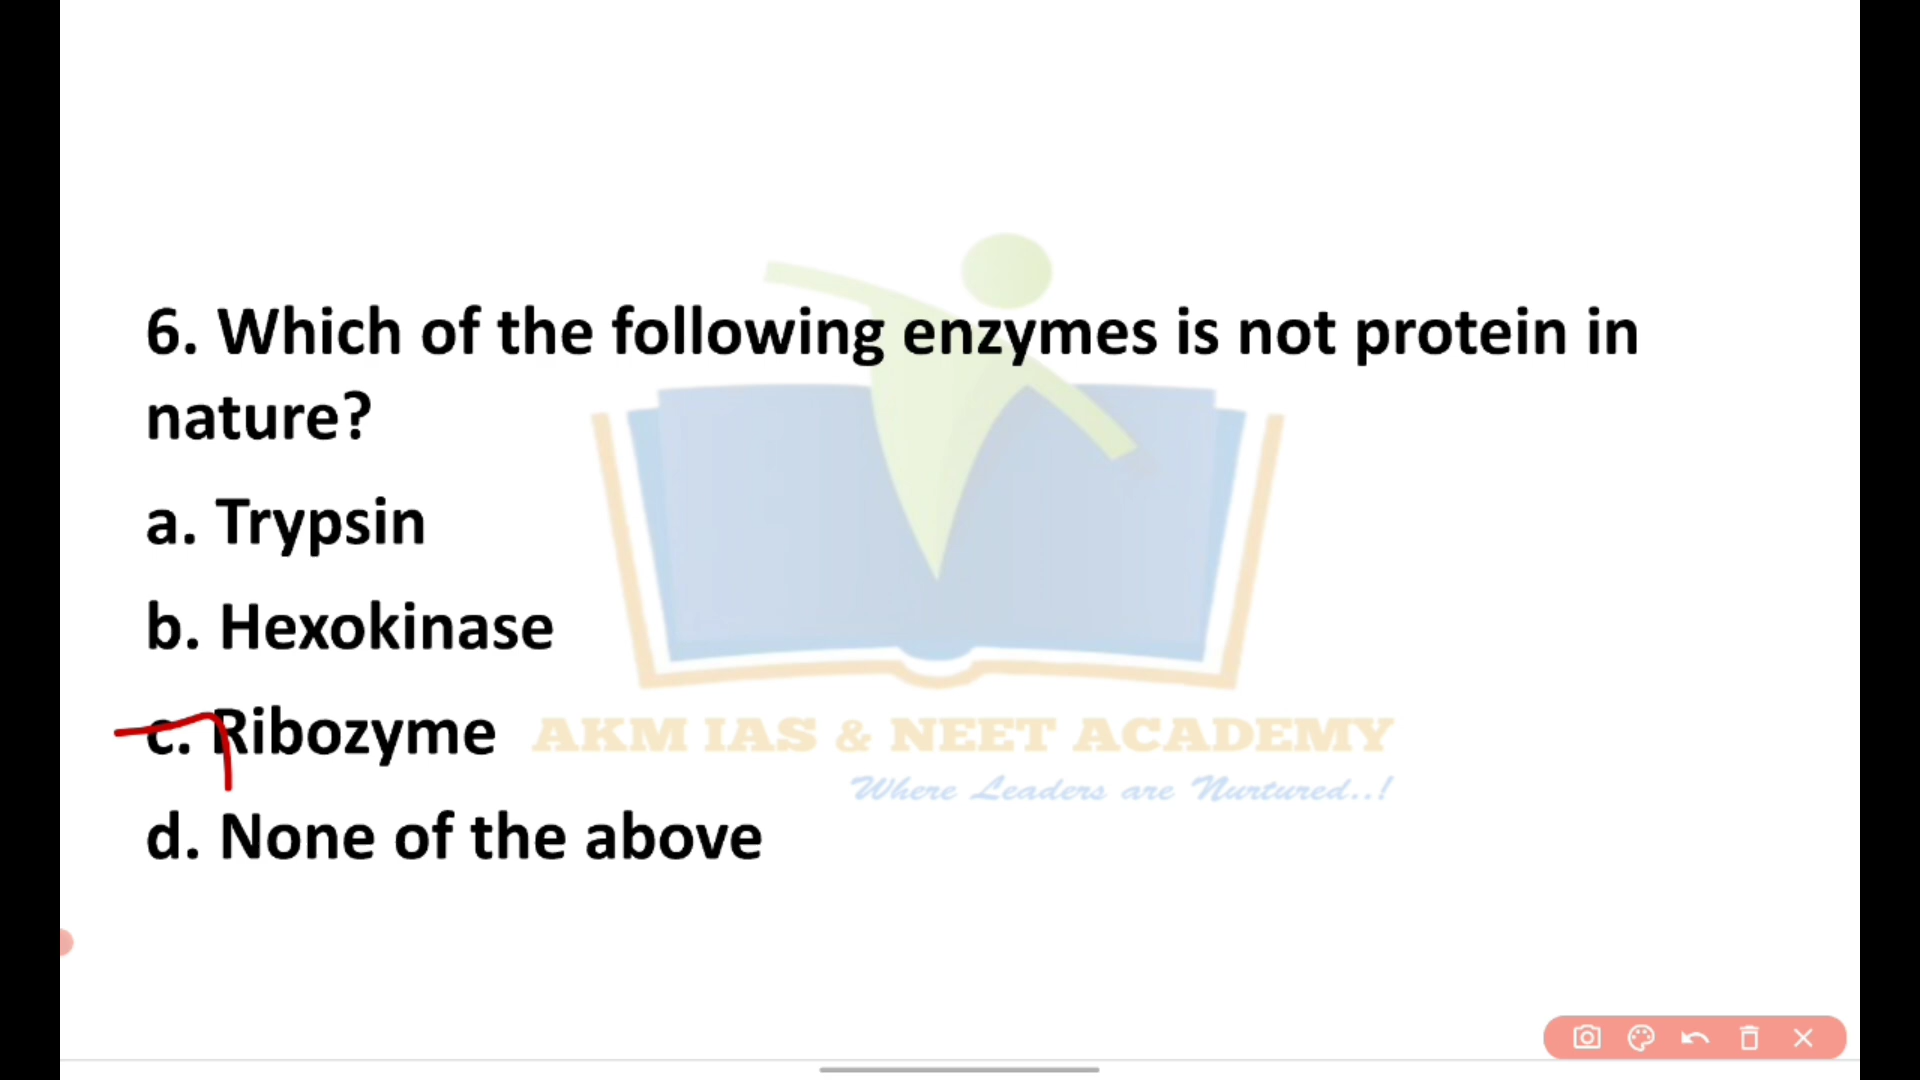 6. Which of the following enzymes is not protein in
nature?
a. Trypsin
b. Hexokinase
c. Ribozyme
d. None of the above
AKM IAS & NEET ACADEMY
Where Leaders are Nurtured..!